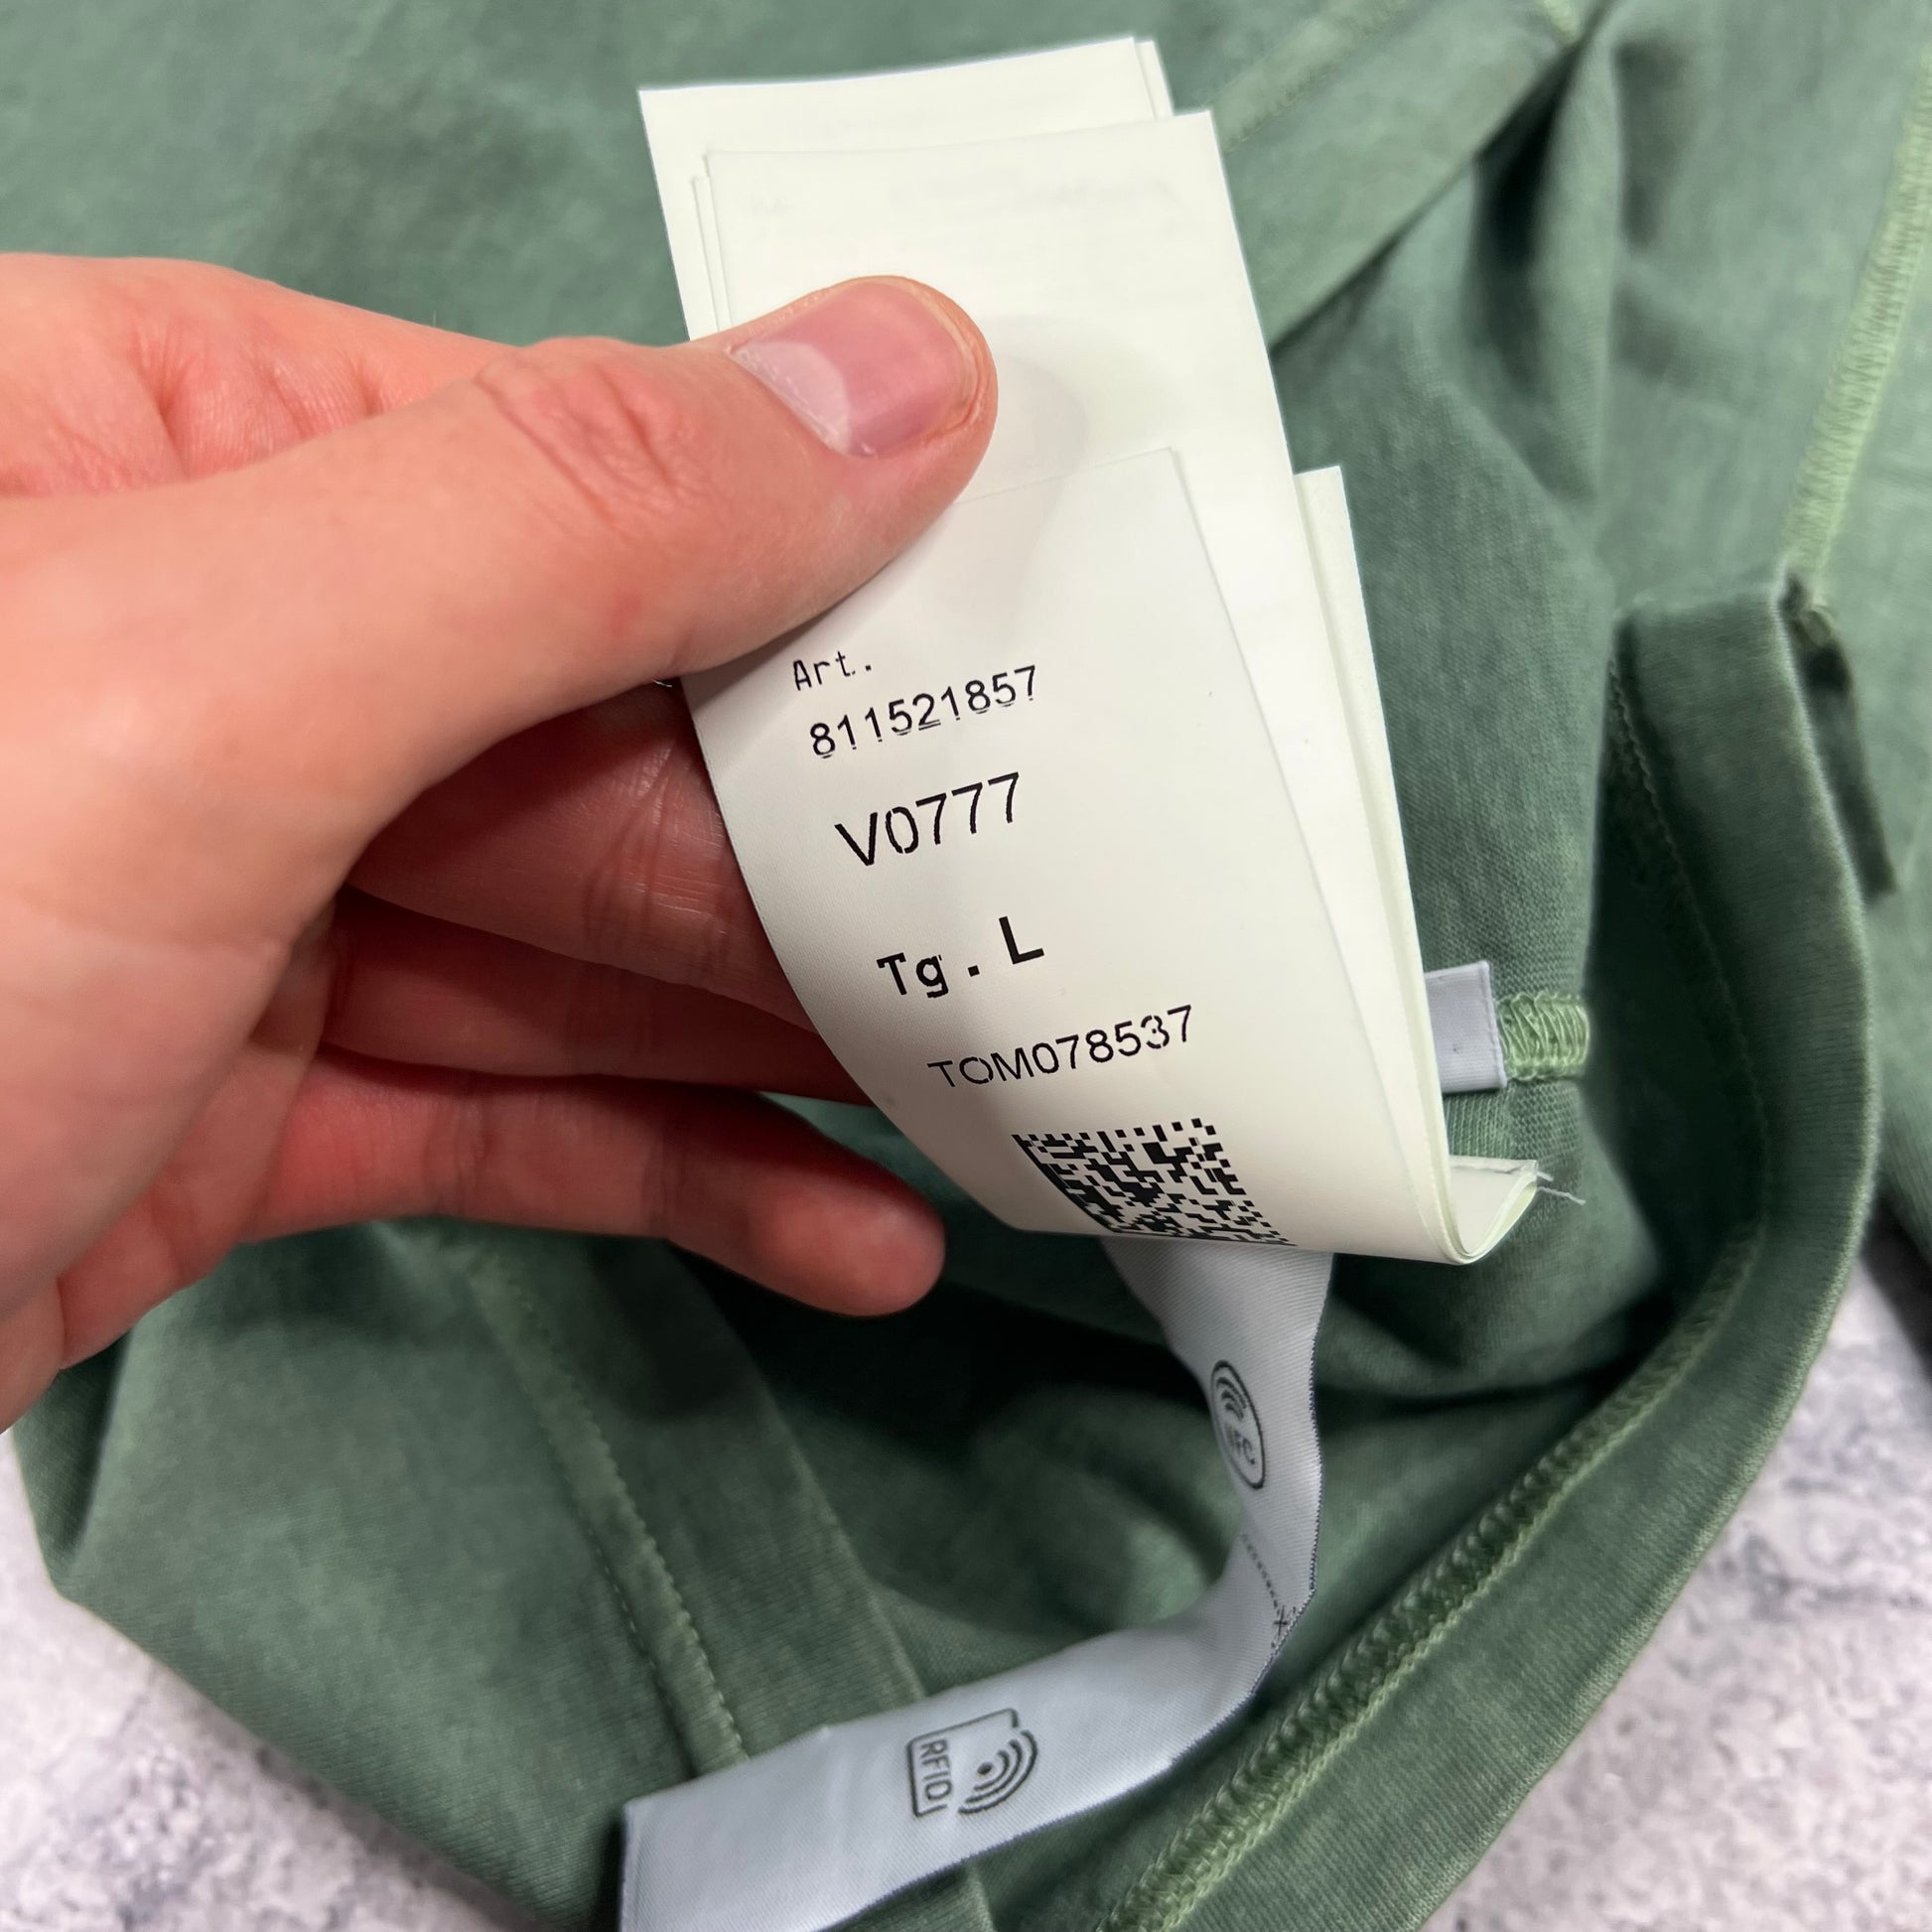 Art.
811521857
V0777
Tg. L
TOM078537
NFC
RFID